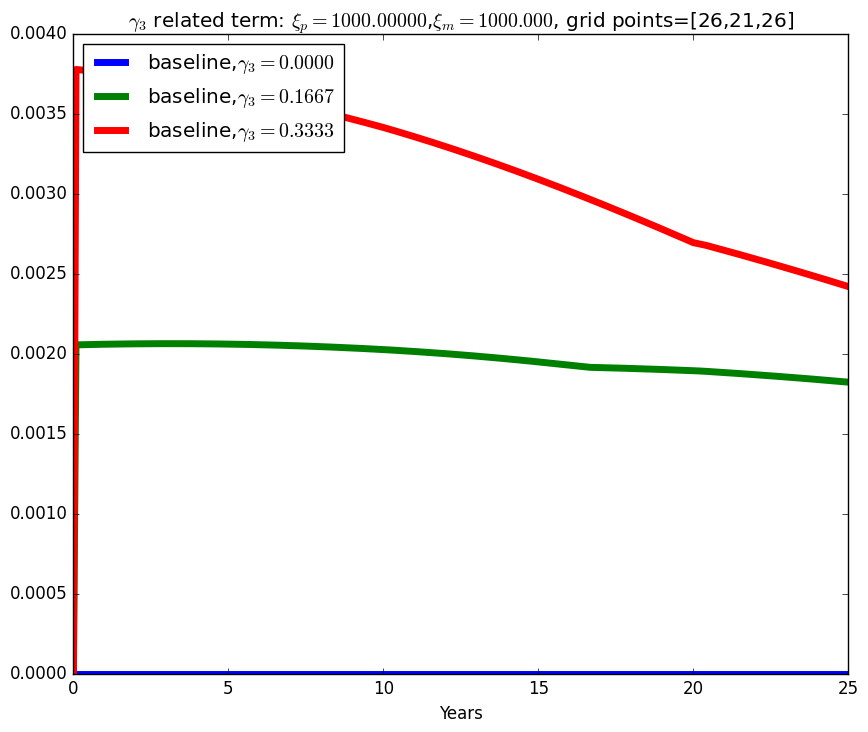 γ₃ related term: ξₚ = 1000.00000,ξₘ = 1000.000, grid points=[26,21,26]
baseline,γ₃ = 0.0000
baseline,γ₃ = 0.1667
baseline,γ₃ = 0.3333
0.0040
0.0035
0.0030
0.0025
0.0020
0.0015
0.0010
0.0005
0.0000
0 5 10 15 20 25
Years